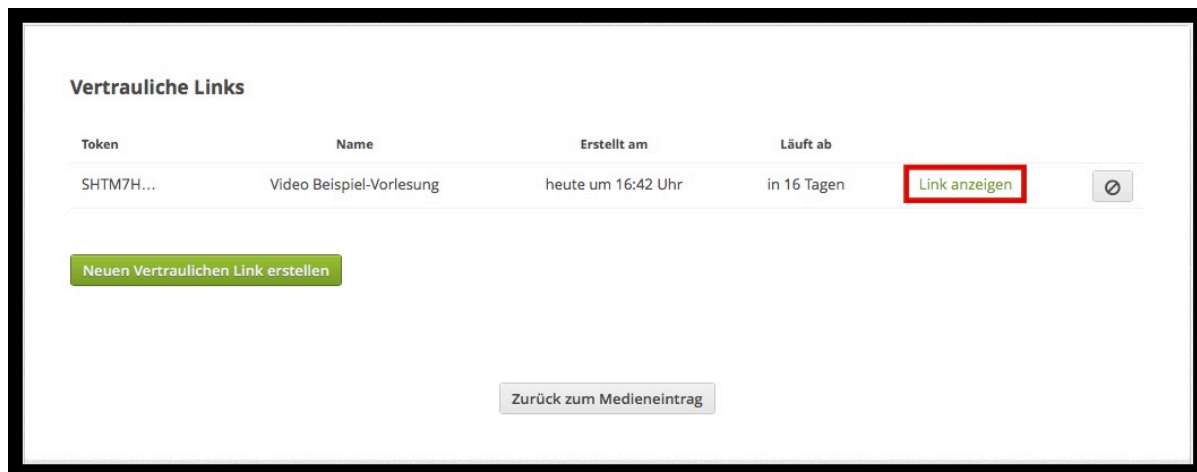 Vertrauliche Links
Token Name Erstellt am Läuft ab
SHTM7H... Video Beispiel-Vorlesung heute um 16:42 Uhr in 16 Tagen Link anzeigen
Neuen Vertraulichen Link erstellen
Zurück zum Medieneintrag